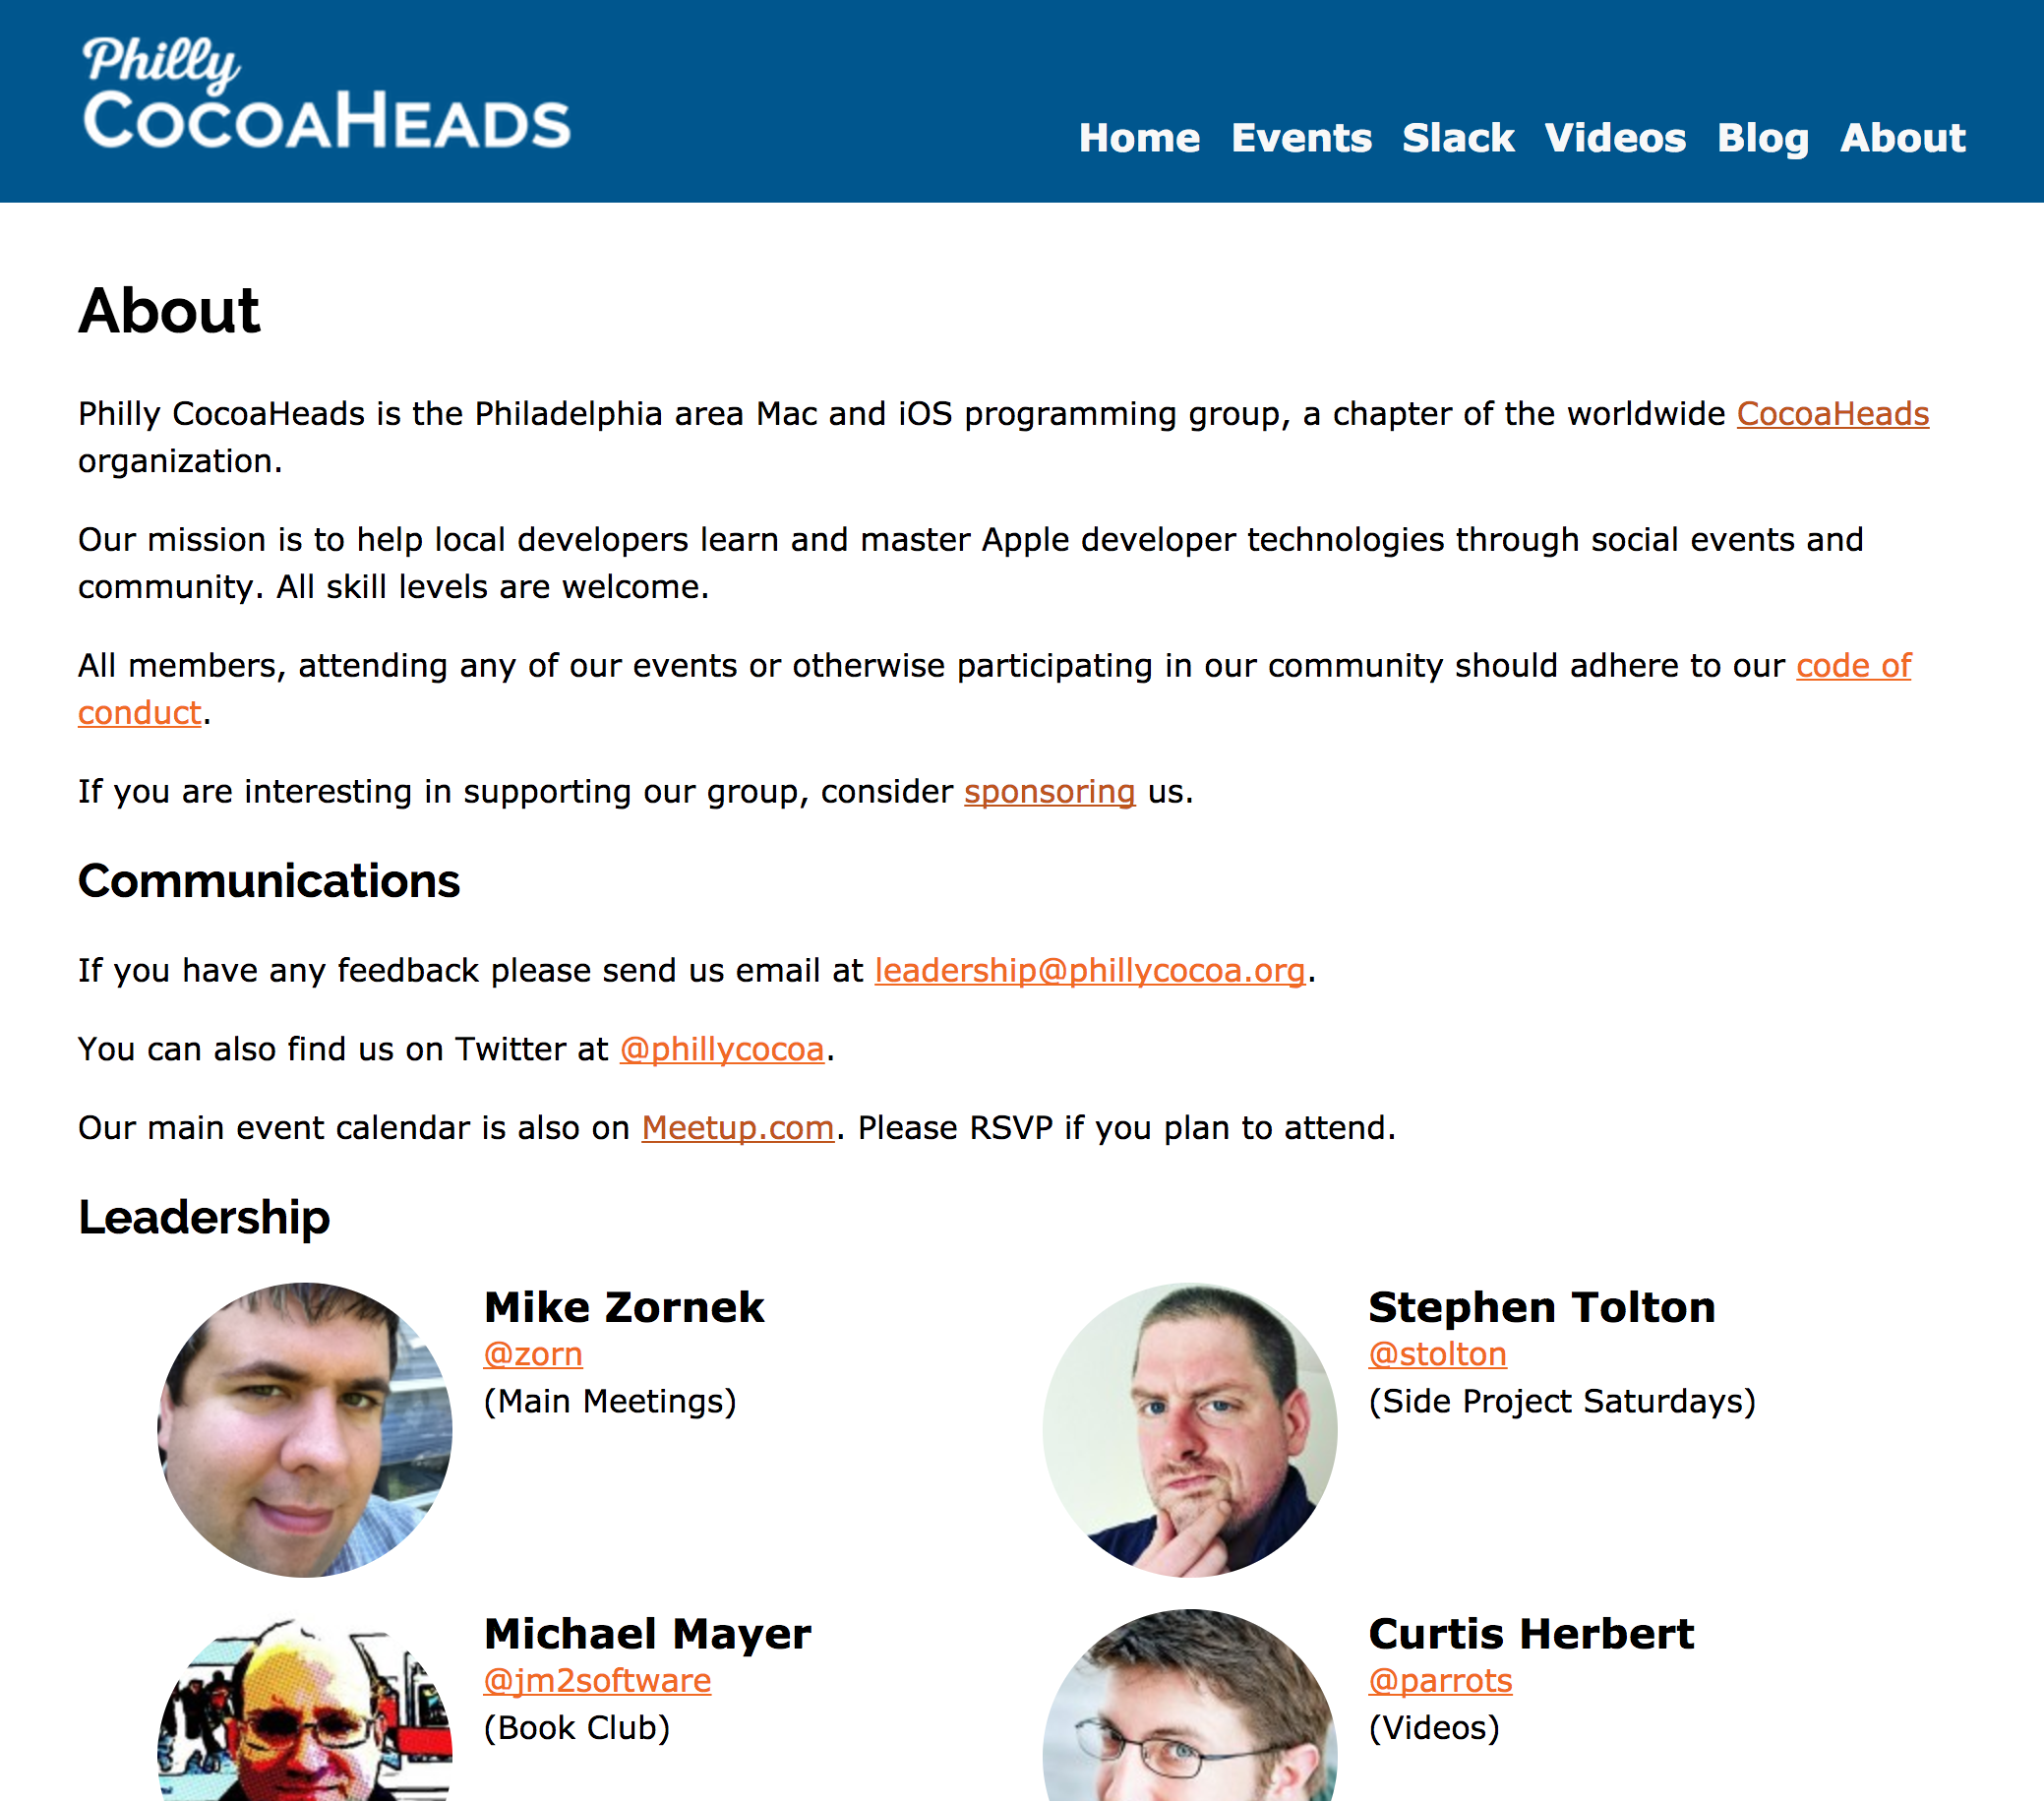 Philly
COCOAHEADS
Home Events Slack Videos Blog About
About
Philly CocoaHeads is the Philadelphia area Mac and iOS programming group, a chapter of the worldwide CocoaHeads
organization.
Our mission is to help local developers learn and master Apple developer technologies through social events and
community. All skill levels are welcome.
All members, attending any of our events or otherwise participating in our community should adhere to our code of
conduct.
If you are interesting in supporting our group, consider sponsoring us.
Communications
If you have any feedback please send us email at leadership@phillycocoa.org.
You can also find us on Twitter at @phillycocoa.
Our main event calendar is also on Meetup.com. Please RSVP if you plan to attend.
Leadership
Mike Zornek
@zorn
(Main Meetings)
Stephen Tolton
@stolton
(Side Project Saturdays)
Michael Mayer
@jm2software
(Book Club)
Curtis Herbert
@parrots
(Videos)